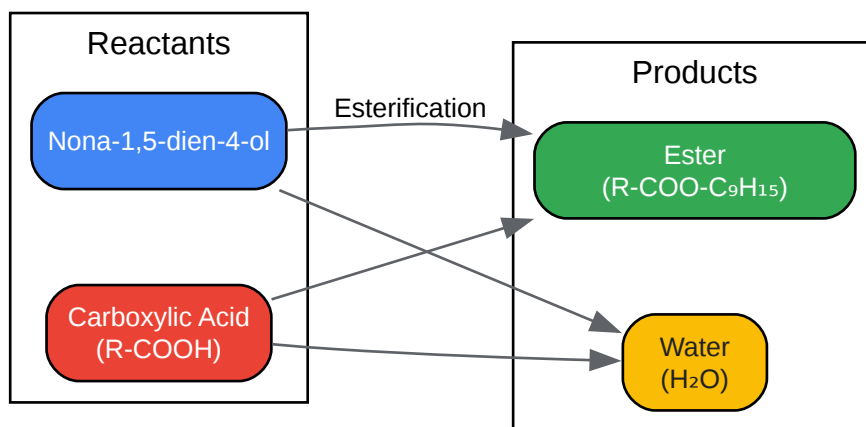 Reactants
Nona-1,5-dien-4-ol
Carboxylic Acid
(R-COOH)
Esterification
Products
Ester
(R-COO-C₉H₁₅)
Water
(H₂O)